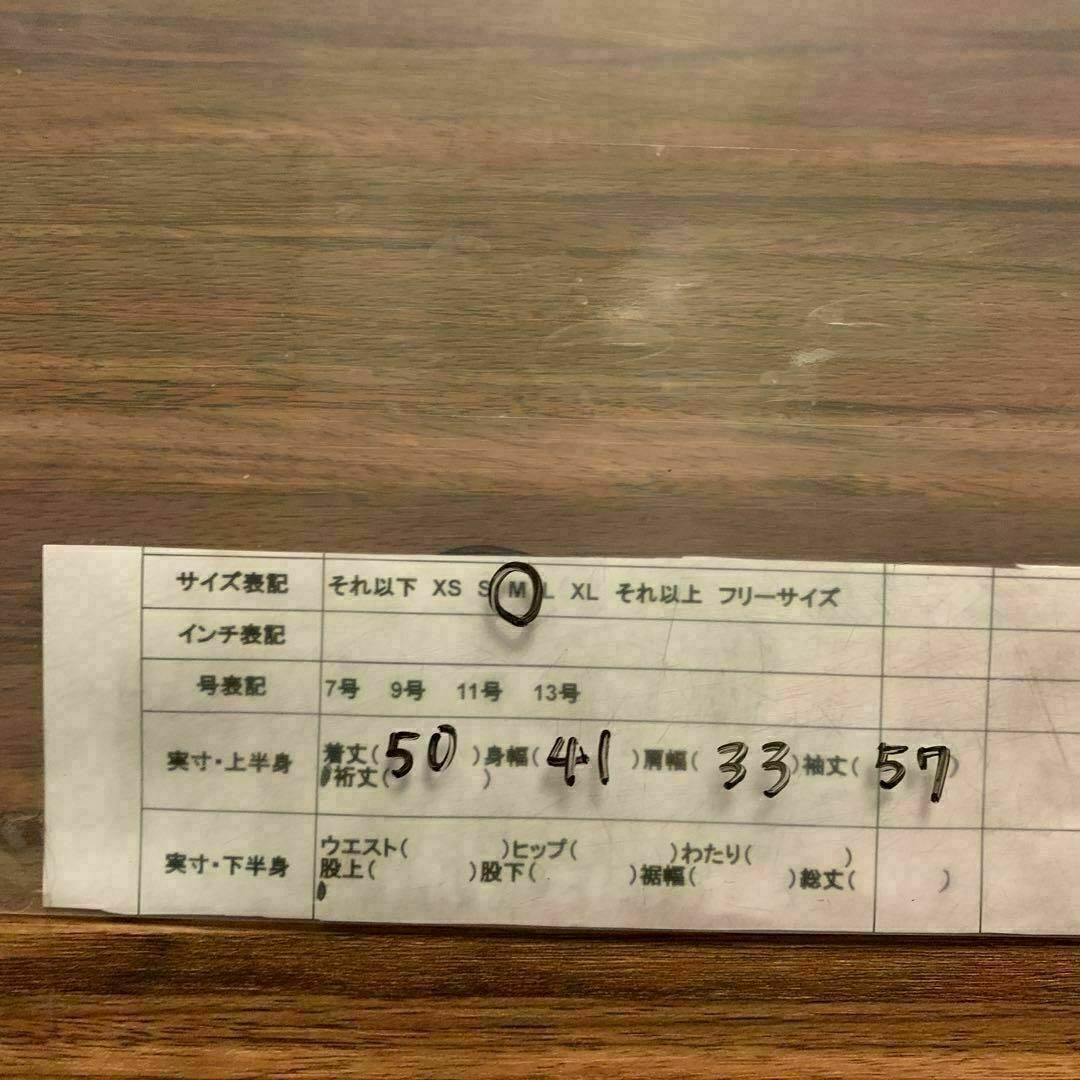 サイズ表記 それ以下 XS S M L XL それ以上 フリーサイズ
インチ表記
号表記 7号 9号 11号 13号
実寸・上半身 着丈(50)身幅(41)肩幅(33)袖丈(57)
裄丈( )
実寸・下半身 ウエスト( )ヒップ( )わたり( )
股上( )股下( )裾幅( )総丈( )